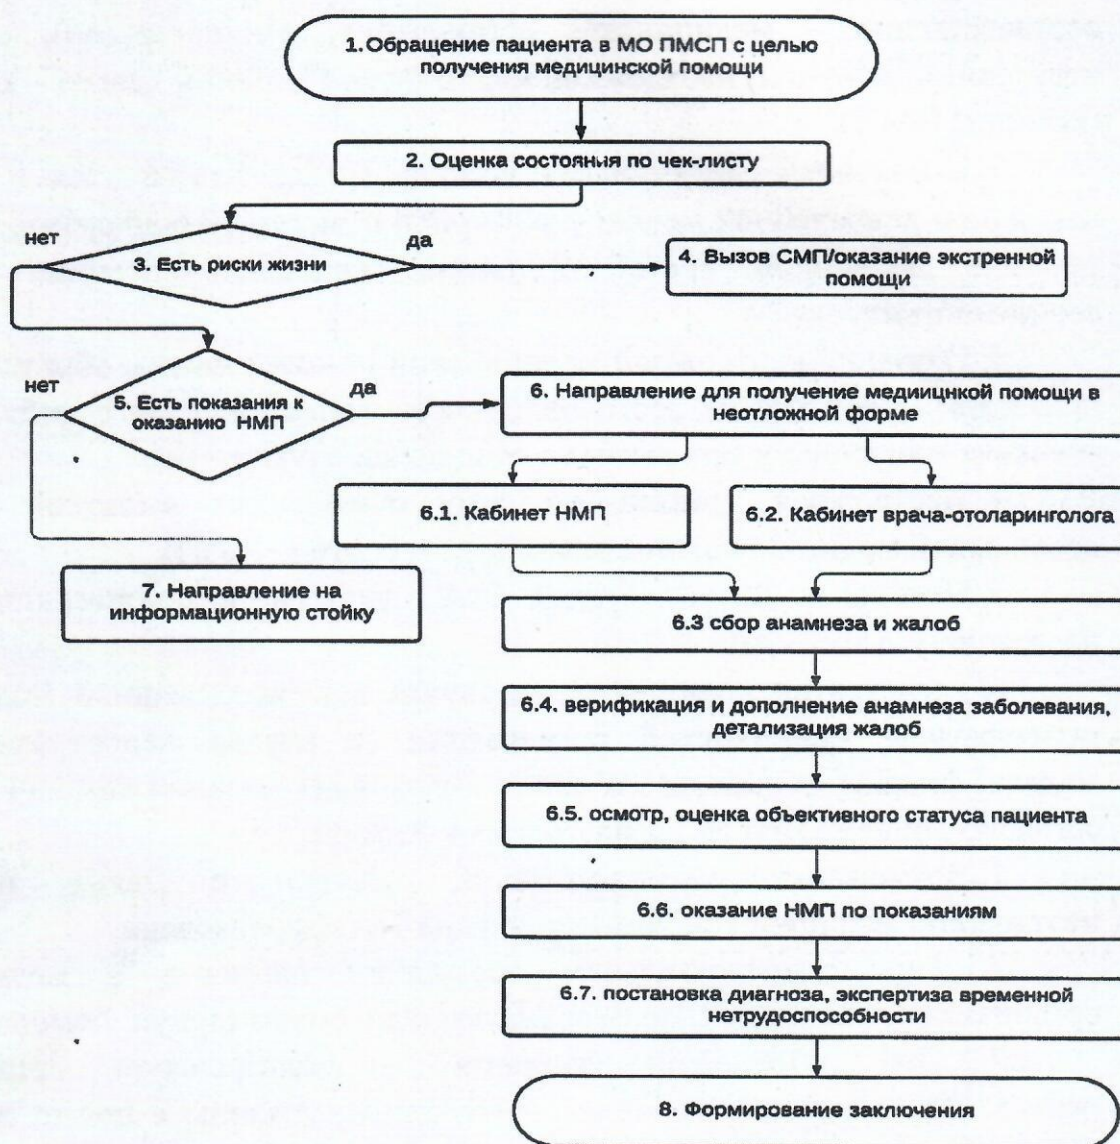 1. Обращение пациента в МО ПМСП с целью
получения медицинской помощи
2. Оценка состояния по чек-листу
нет
да
3. Есть риски жизни
4. Вызов СМП/оказание экстренной
помощи
нет
да
5. Есть показания к
оказанию НМП
6. Направление для получение медиицнкой помощи в
неотложной форме
6.1. Кабинет НМП
6.2. Кабинет врача-отоларинголога
7. Направление на
информационную стойку
6.3 сбор анамнеза и жалоб
6.4. верификация и дополнение анамнеза заболевания,
детализация жалоб
6.5. осмотр, оценка объективного статуса пациента
6.6. оказание НМП по показаниям
6.7. постановка диагноза, экспертиза временной
нетрудоспособности
8. Формирование заключения